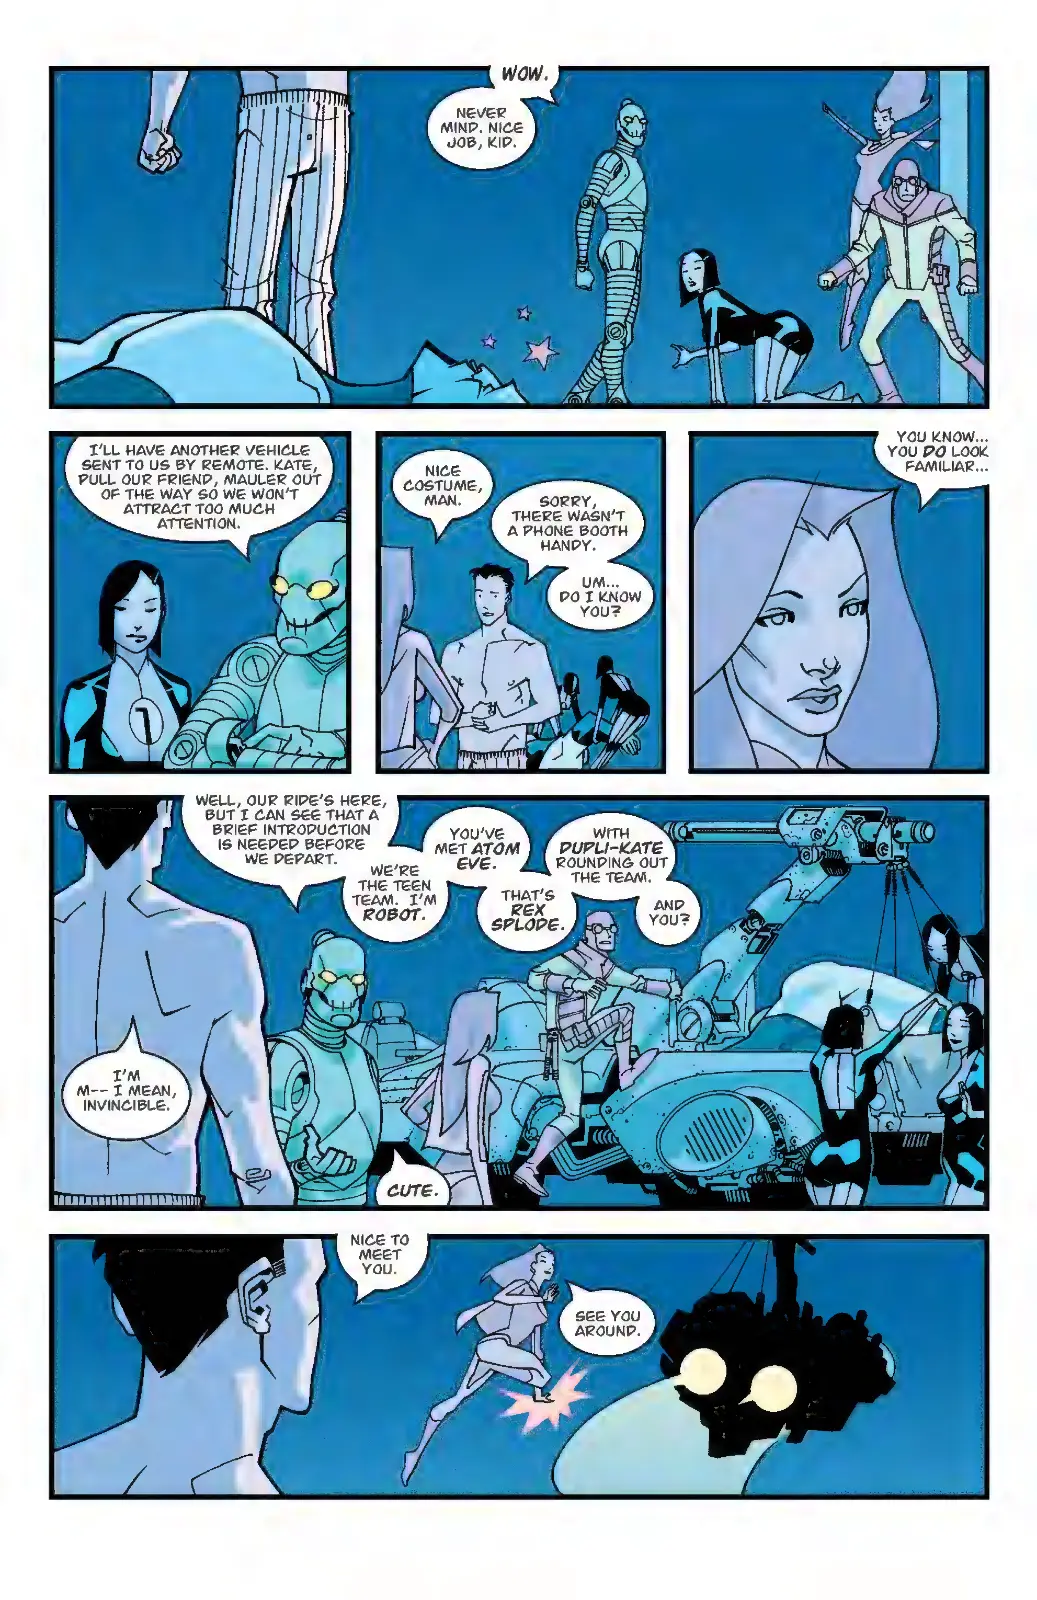 WOW.
NEVER
MIND. NICE
JOB, KID.
I'LL HAVE ANOTHER VEHICLE
SENT TO US BY REMOTE. KATE,
PULL OUR FRIEND, MAULER OUT
OF THE WAY SO WE WON'T
ATTRACT TOO MUCH
ATTENTION.
1
NICE
COSTUME,
MAN.
SORRY,
THERE WASN'T
A PHONE BOOTH
HANDY.
UM...
DO I KNOW
YOU?
YOU KNOW...
YOU DO LOOK
FAMILIAR...
WELL, OUR RIDE'S HERE,
BUT I CAN SEE THAT A
BRIEF INTRODUCTION
IS NEEDED BEFORE
WE DEPART.
WE'RE
THE TEEN
TEAM. I'M
ROBOT.
YOU'VE
MET ATOM
EVE.
THAT'S
REX
SPLODE.
WITH
DUPLI-KATE
ROUNDING OUT
THE TEAM.
AND
YOU?
I'M
M-- I MEAN,
INVINCIBLE.
CUTE.
NICE TO
MEET
YOU.
SEE YOU
AROUND.